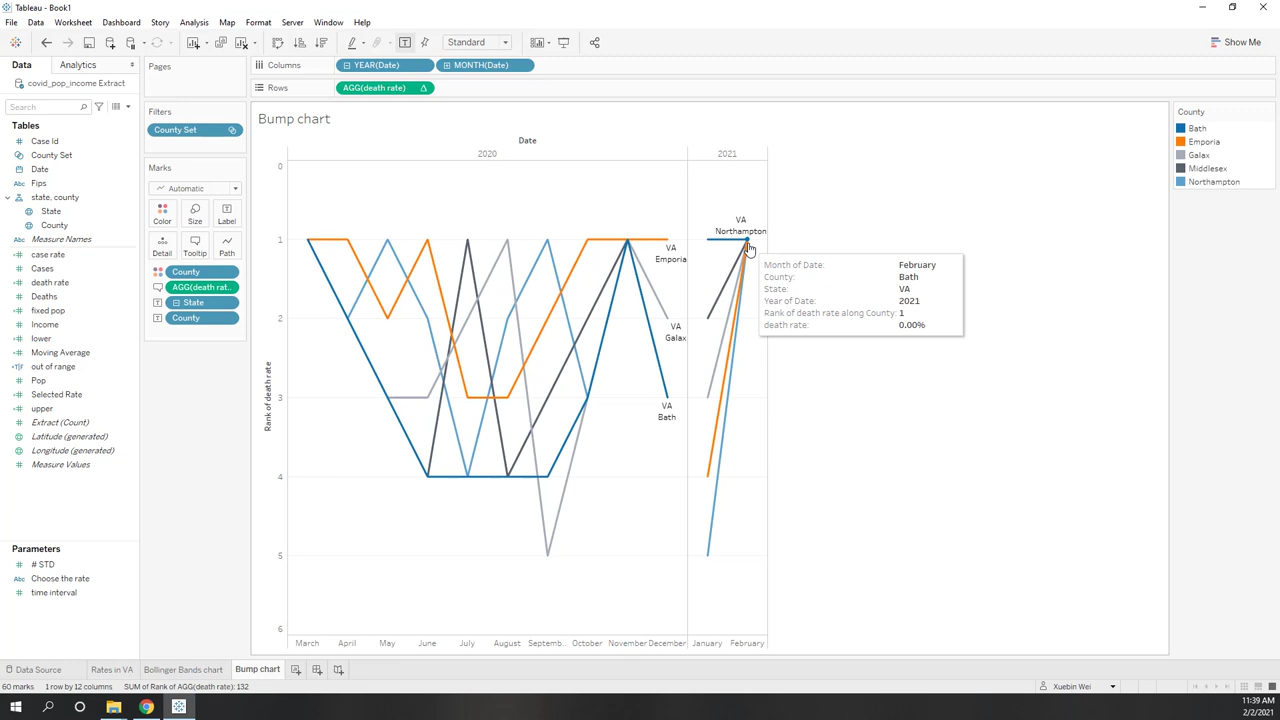 Tableau - Book1
File Data Worksheet Dashboard Story Analysis Map Format Server Window Help
Standard
Show Me
Data Analytics
covid_pop_income Extract
Search
Tables
Case Id
County Set
Date
Abc Fips
state, county
State
County
Measure Names
case rate
Cases
death rate
Deaths
fixed pop
Income
lower
Moving Average
out of range
Pop
Selected Rate
upper
Extract (Count)
Latitude (generated)
Longitude (generated)
Measure Values
Parameters
# STD
Abc Choose the rate
time interval
Pages
Filters
County Set
Marks
Automatic
Color Size Label
Detail Tooltip Path
County
AGG(death rat..
State
County
Columns YEAR(Date) MONTH(Date)
Rows AGG(death rate)
Bump chart
Date
2020 2021
0
1
2
3
4
5
6
Rank of death rate
VA
Northampton
VA
Emporia
VA
Galax
VA
Bath
Month of Date: February
County: Bath
State: VA
Year of Date: 2021
Rank of death rate along County: 1
death rate: 0.00%
March April May June July August Septemb.. October November December January February
County
Bath
Emporia
Galax
Middlesex
Northampton
Data Source Rates in VA Bollinger Bands chart Bump chart
60 marks 1 row by 12 columns SUM of Rank of AGG(death rate): 132
Xuebin Wei
11:39 AM
2/2/2021